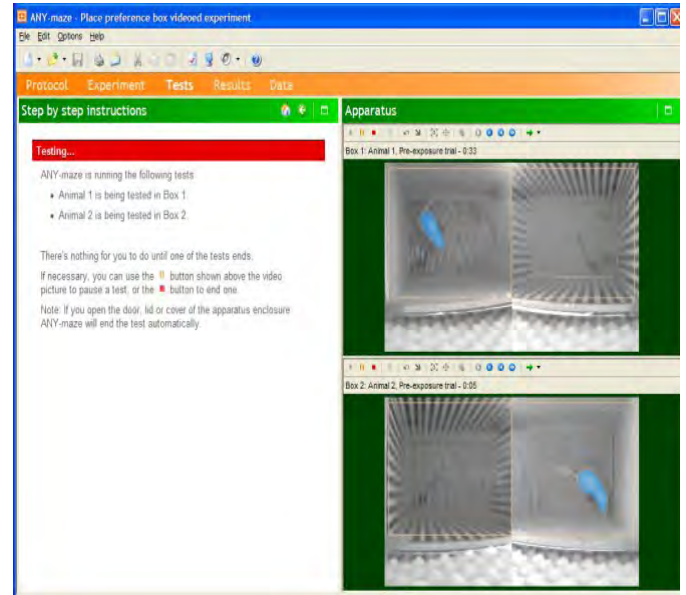 ANY-maze - Place preference box videoed experiment
File Edit Options Help
Protocol Experiment Tests Results Data
Step by step instructions
Testing...
ANY-maze is running the following tests
• Animal 1 is being tested in Box 1.
• Animal 2 is being tested in Box 2.
There's nothing for you to do until one of the tests ends.
If necessary, you can use the button shown above the video
picture to pause a test, or the button to end one.
Note: If you open the door, lid or cover of the apparatus enclosure
ANY-maze will end the test automatically.
Apparatus
Box 1: Animal 1, Pre-exposure trial - 0:33
Box 2: Animal 2, Pre-exposure trial - 0:05